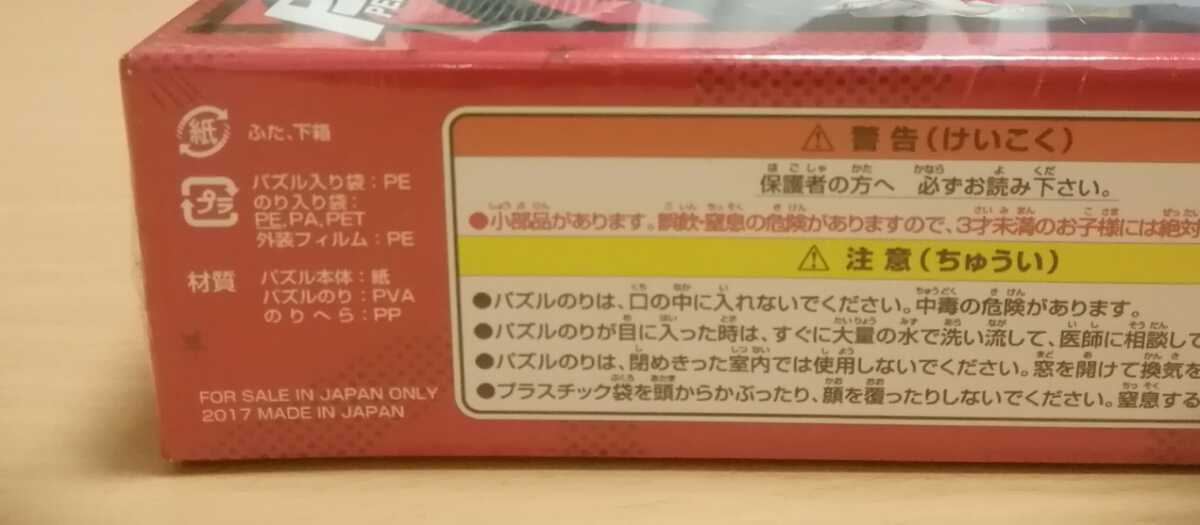 PE
紙 ふた、下箱
プラ パズル入り袋：PE
のり入り袋：
PE,PA,PET
外装フィルム：PE
材質 パズル本体：紙
パズルのり：PVA
のりへら：PP
FOR SALE IN JAPAN ONLY
2017 MADE IN JAPAN
⚠ 警告（けいこく）
保護者の方へ 必ずお読み下さい。
●小部品があります。誤飲・窒息の危険がありますので、3才未満のお子様には絶対
⚠ 注意（ちゅうい）
●パズルのりは、口の中に入れないでください。中毒の危険があります。
●パズルのりが目に入った時は、すぐに大量の水で洗い流して、医師に相談して
●パズルのりは、閉めきった室内では使用しないでください。窓を開けて換気を
●プラスチック袋を頭からかぶったり、顔を覆ったりしないでください。窒息する